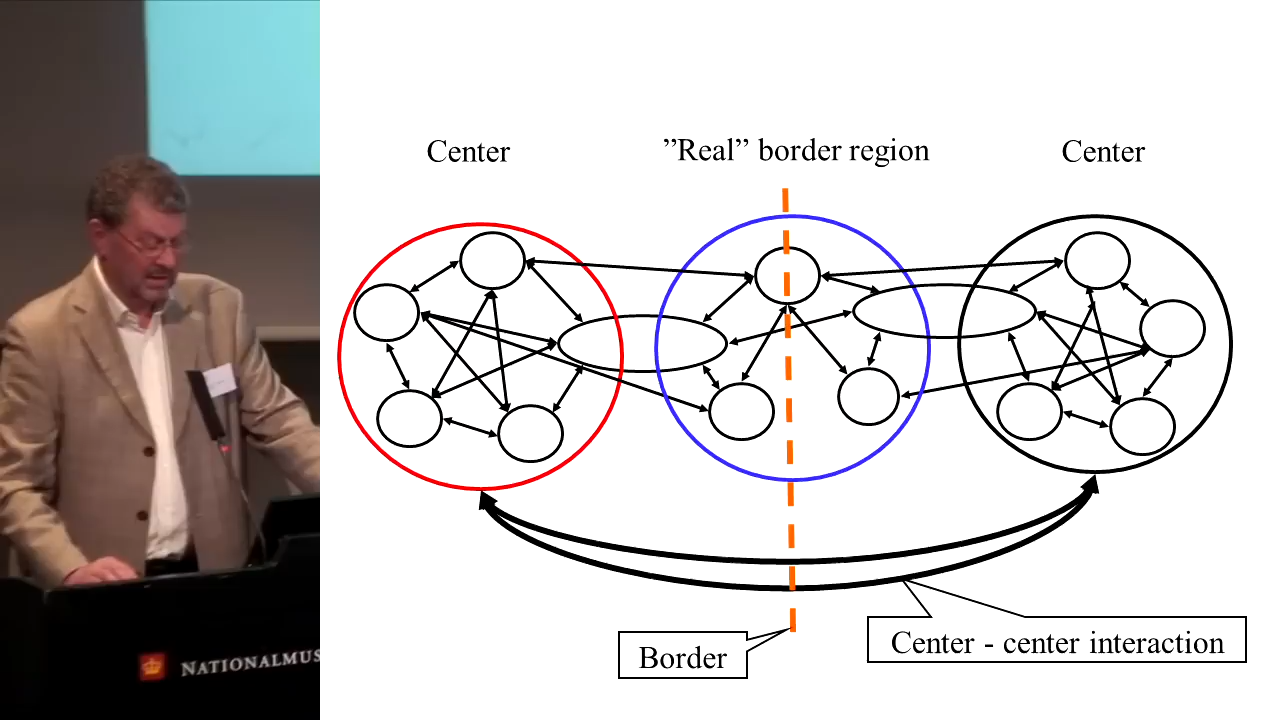 Center
”Real” border region
Center
Border
Center - center interaction
NATIONALMUS